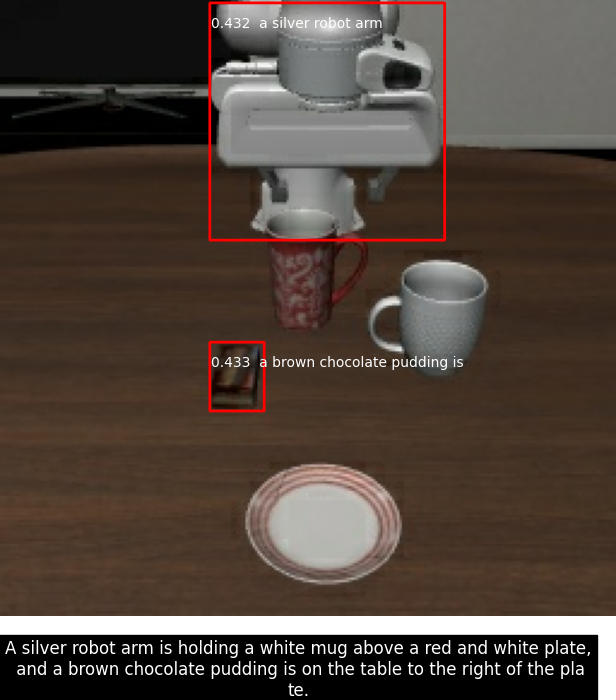 0.432 a silver robot arm
0.433 a brown chocolate pudding is
A silver robot arm is holding a white mug above a red and white plate,
and a brown chocolate pudding is on the table to the right of the pla
te.